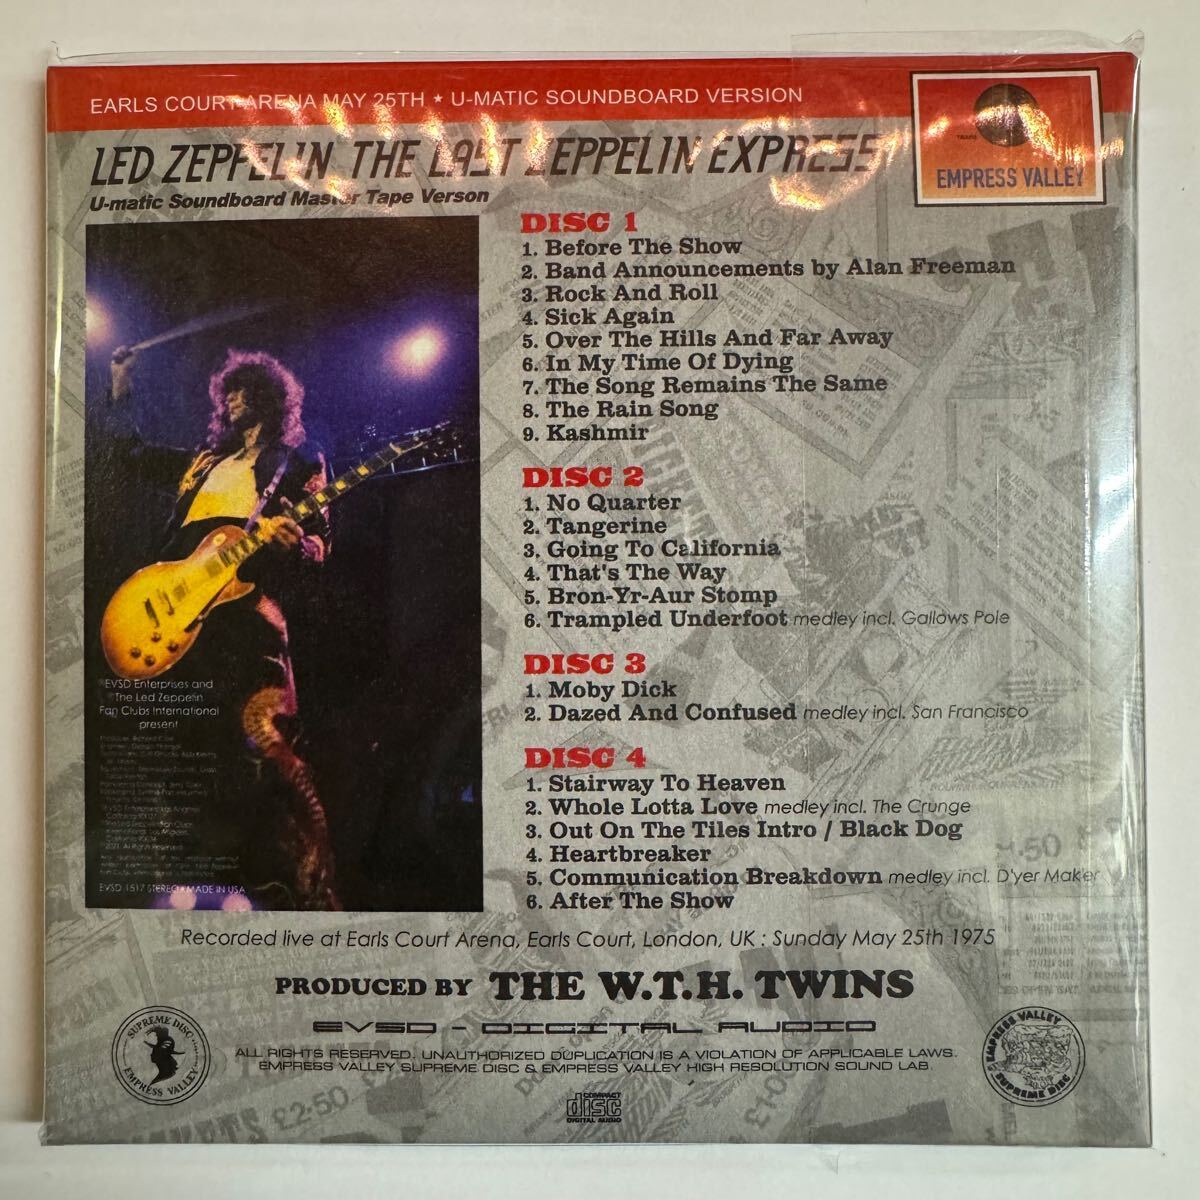 EARLS COURT ARENA MAY 25TH ★ U-MATIC SOUNDBOARD VERSION
EMPRESS VALLEY
LED ZEPPELIN THE LAST ZEPPELIN EXPRESS
U-matic Soundboard Master Tape Verson
DISC 1
1. Before The Show
2. Band Announcements by Alan Freeman
3. Rock And Roll
4. Sick Again
5. Over The Hills And Far Away
6. In My Time Of Dying
7. The Song Remains The Same
8. The Rain Song
9. Kashmir
DISC 2
1. No Quarter
2. Tangerine
3. Going To California
4. That's The Way
5. Bron-Yr-Aur Stomp
6. Trampled Underfoot medley incl. Gallows Pole
DISC 3
1. Moby Dick
2. Dazed And Confused medley incl. San Francisco
DISC 4
1. Stairway To Heaven
2. Whole Lotta Love medley incl. The Crunge
3. Out On The Tiles Intro / Black Dog
4. Heartbreaker
5. Communication Breakdown medley incl. D'yer Maker
6. After The Show
EVSD Enterprises and
The Led Zeppelin
Fan Clubs International
present
2021. All Rights Reserved.
EVSD-1517 STEREO★MADE IN USA
Recorded live at Earls Court Arena, Earls Court, London, UK : Sunday May 25th 1975
PRODUCED BY THE W.T.H. TWINS
EVSD - DIGITAL AUDIO
ALL RIGHTS RESERVED. UNAUTHORIZED DUPLICATION IS A VIOLATION OF APPLICABLE LAWS.
EMPRESS VALLEY SUPREME DISC & EMPRESS VALLEY HIGH RESOLUTION SOUND LAB.
SUPREME DISC
EMPRESS VALLEY
EMPRESS VALLEY
SUPREME DISC
COMPACT
disc
DIGITAL AUDIO
£2.50